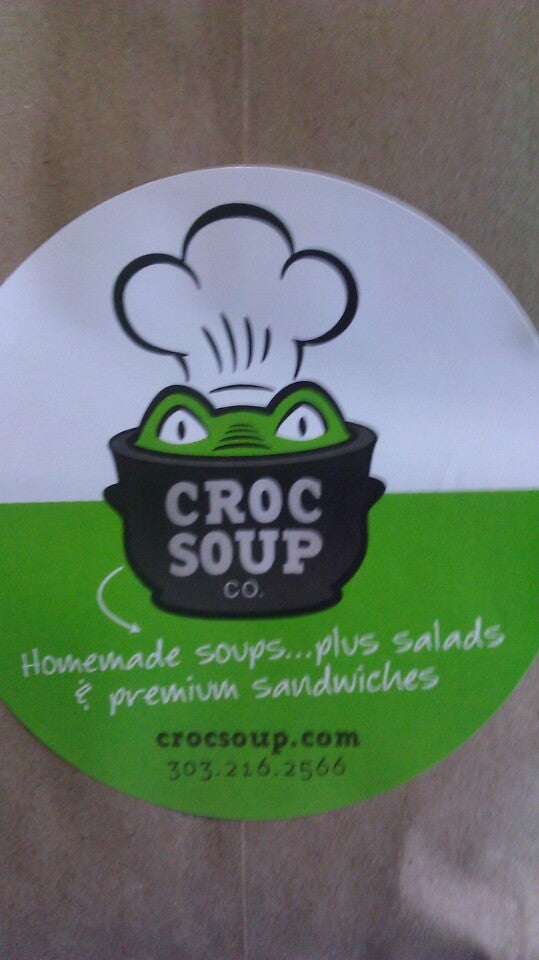 CROC
SOUP
CO.
Homemade soups...plus salads
& premium sandwiches
crocsoup.com
303.216.2566